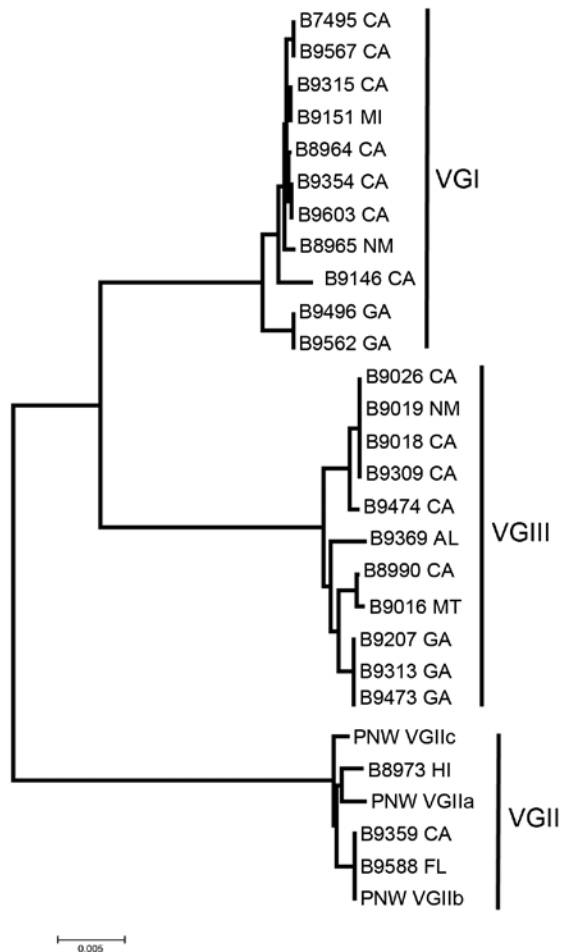 B7495 CA
B9567 CA
B9315 CA
B9151 MI
B8964 CA
B9354 CA
B9603 CA
B8965 NM
B9146 CA
B9496 GA
B9562 GA
VGI
B9026 CA
B9019 NM
B9018 CA
B9309 CA
B9474 CA
B9369 AL
B8990 CA
B9016 MT
B9207 GA
B9313 GA
B9473 GA
VGIII
PNW VGIIc
B8973 HI
PNW VGIIa
B9359 CA
B9588 FL
PNW VGIIb
VGII
0.005